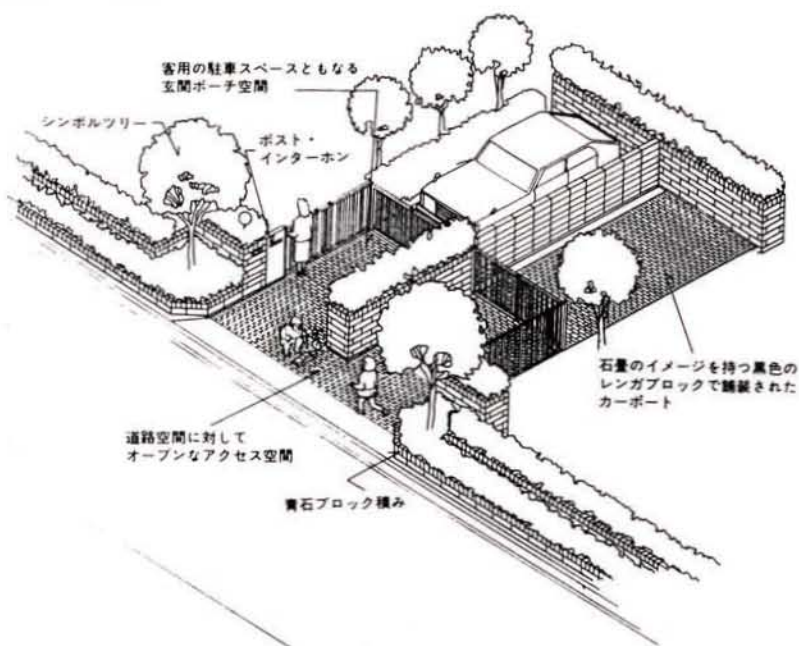 客用の駐車スペースともなる
玄関ポーチ空間
シンボルツリー
ポスト・
インターホン
石畳のイメージを持つ黒色の
レンガブロックで舗装された
カーポート
道路空間に対して
オープンなアクセス空間
青石ブロック積み